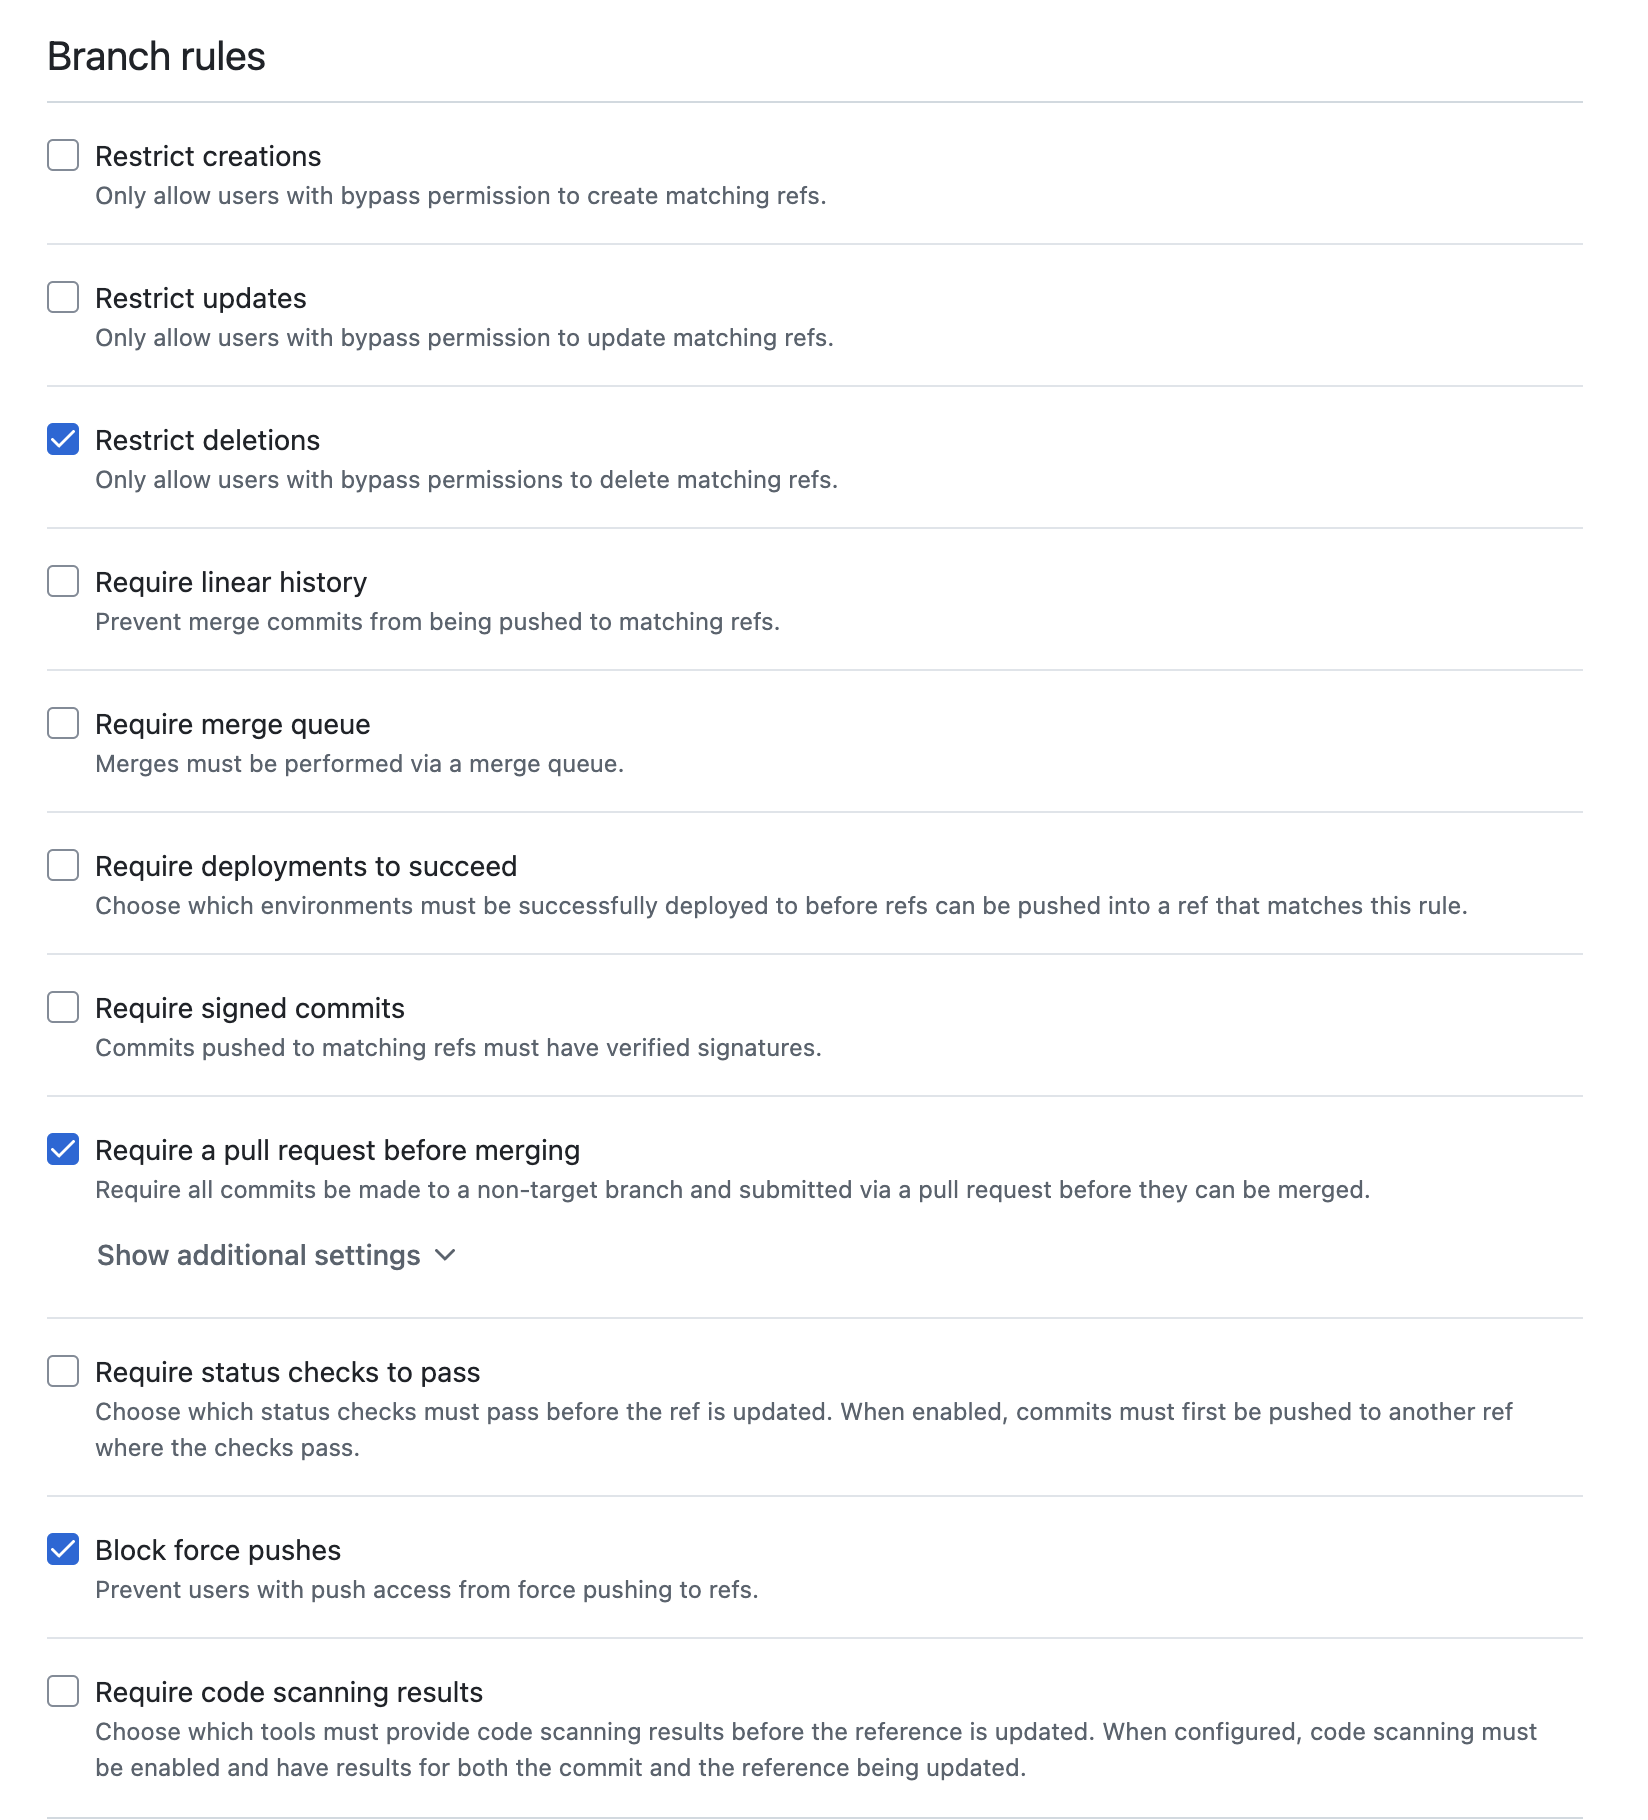 Branch rules
Restrict creations
Only allow users with bypass permission to create matching refs.
Restrict updates
Only allow users with bypass permission to update matching refs.
Restrict deletions
Only allow users with bypass permissions to delete matching refs.
Require linear history
Prevent merge commits from being pushed to matching refs.
Require merge queue
Merges must be performed via a merge queue.
Require deployments to succeed
Choose which environments must be successfully deployed to before refs can be pushed into a ref that matches this rule.
Require signed commits
Commits pushed to matching refs must have verified signatures.
Require a pull request before merging
Require all commits be made to a non-target branch and submitted via a pull request before they can be merged.
Show additional settings
Require status checks to pass
Choose which status checks must pass before the ref is updated. When enabled, commits must first be pushed to another ref
where the checks pass.
Block force pushes
Prevent users with push access from force pushing to refs.
Require code scanning results
Choose which tools must provide code scanning results before the reference is updated. When configured, code scanning must
be enabled and have results for both the commit and the reference being updated.